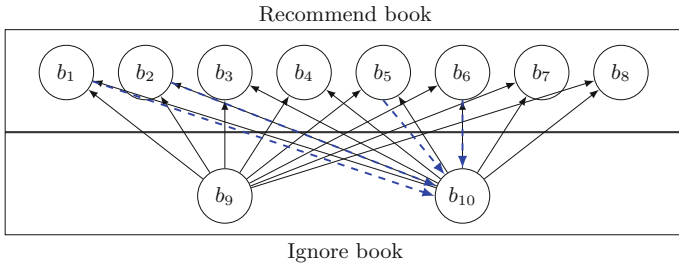 Recommend book
b₁ b₂ b₃ b₄ b₅ b₆ b₇ b₈
b₉ b₁₀
Ignore book